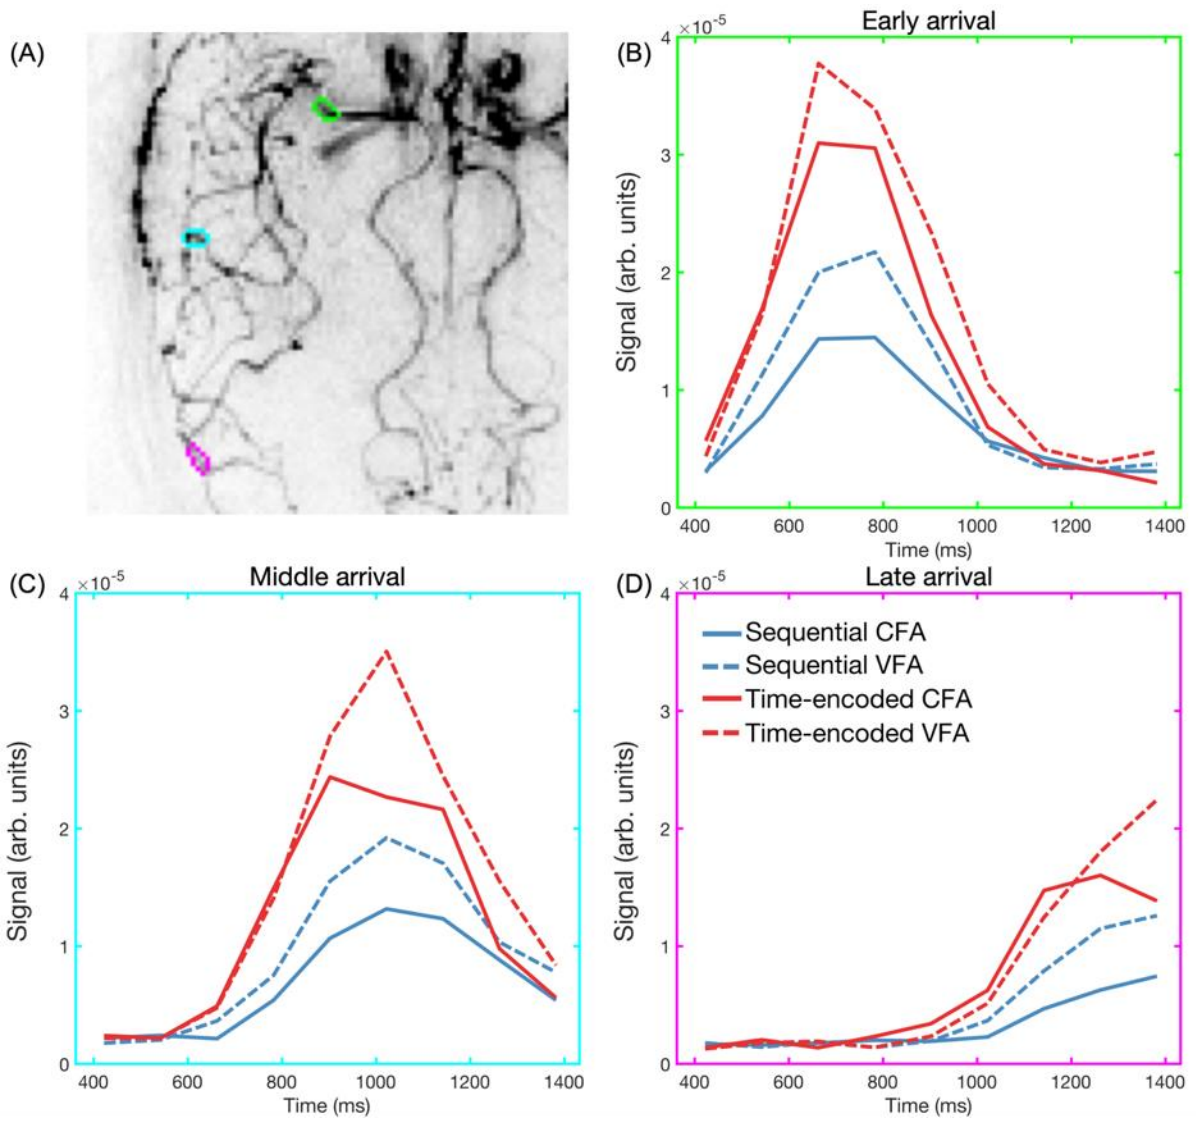 (A)
(B)
×10-5
Early arrival
4
3
2
1
0
Signal (arb. units)
400 600 800 1000 1200 1400
Time (ms)
(C)
×10-5
Middle arrival
4
3
2
1
0
Signal (arb. units)
400 600 800 1000 1200 1400
Time (ms)
(D)
×10-5
Late arrival
4
3
2
1
0
Signal (arb. units)
Sequential CFA
Sequential VFA
Time-encoded CFA
Time-encoded VFA
400 600 800 1000 1200 1400
Time (ms)